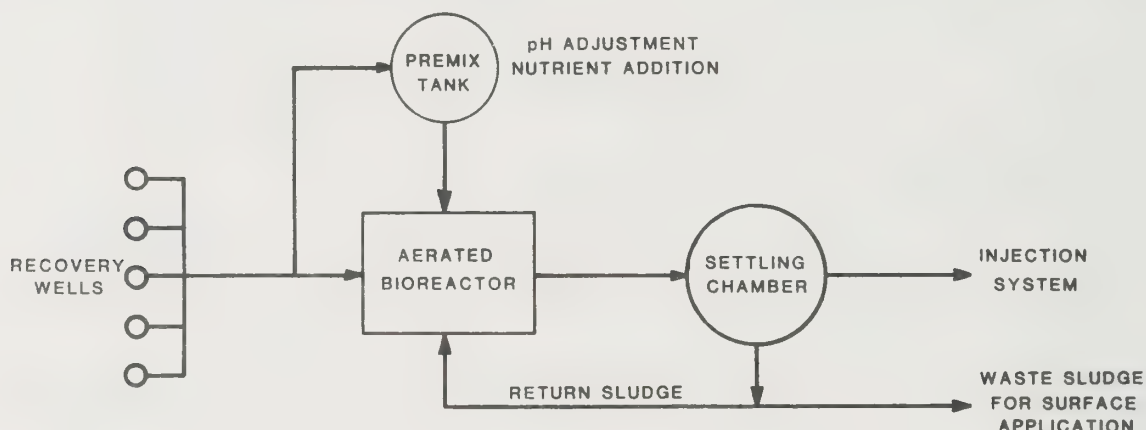 PREMIX
TANK
pH ADJUSTMENT
NUTRIENT ADDITION
RECOVERY
WELLS
AERATED
BIOREACTOR
SETTLING
CHAMBER
INJECTION
SYSTEM
RETURN SLUDGE
WASTE SLUDGE
FOR SURFACE
APPLICATION